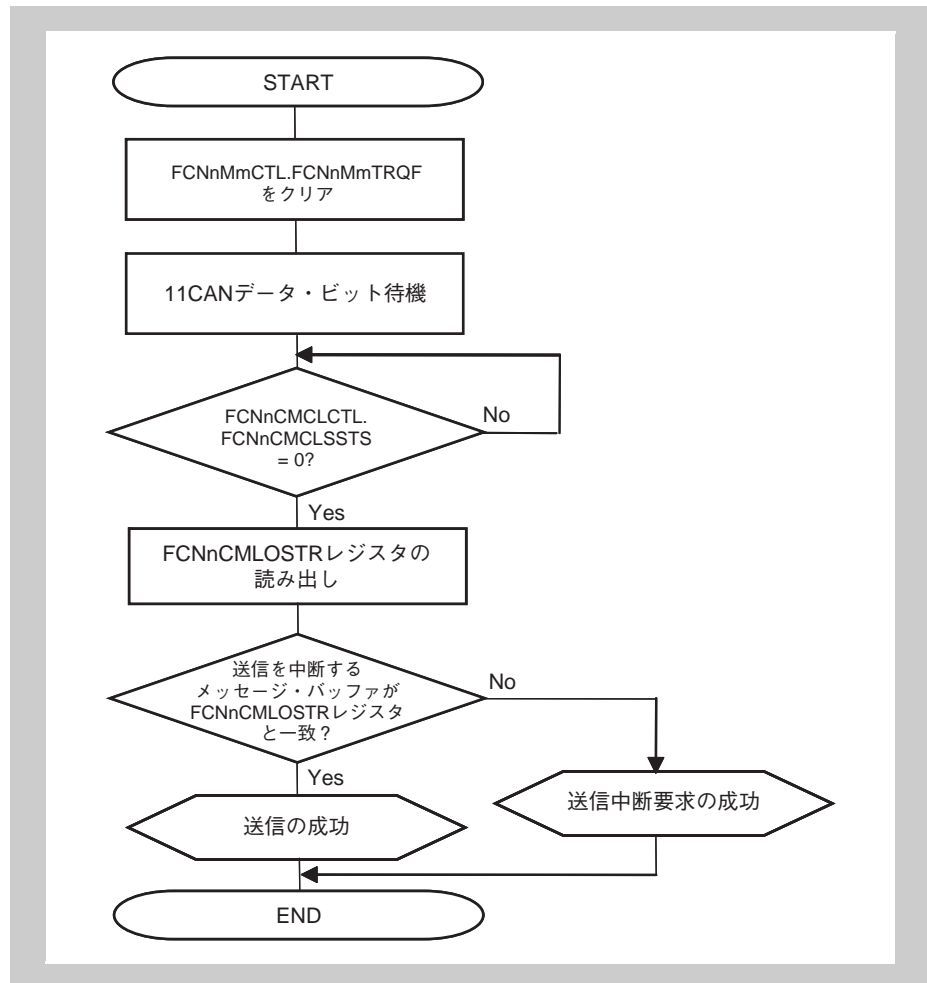 START
FCNnMmCTL.FCNnMmTRQF
をクリア
11CANデータ・ビット待機
FCNnCMCLCTL.
FCNnCMCLSSTS
= 0?
No
Yes
FCNnCMLOSTRレジスタの
読み出し
送信を中断する
メッセージ・バッファが
FCNnCMLOSTRレジスタ
と一致？
No
Yes
送信の成功
送信中断要求の成功
END